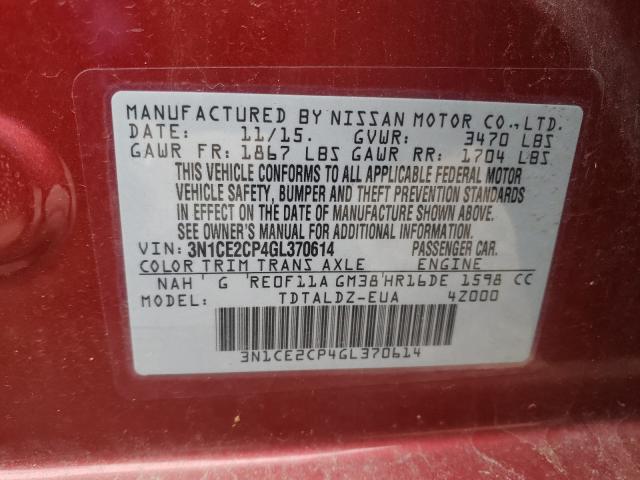 MANUFACTURED BY NISSAN MOTOR CO.,LTD.
DATE: 11/15. GVWR: 3470 LBS
GAWR FR: 1867 LBS GAWR RR: 1704 LBS
THIS VEHICLE CONFORMS TO ALL APPLICABLE FEDERAL MOTOR
VEHICLE SAFETY, BUMPER AND THEFT PREVENTION STANDARDS
IN EFFECT ON THE DATE OF MANUFACTURE SHOWN ABOVE.
SEE OWNER'S MANUAL FOR ADDITIONAL INFORMATION.
VIN: 3N1CE2CP4GL370614 PASSENGER CAR.
COLOR TRIM TRANS AXLE ENGINE
NAH ' G 'RE0F11A GM38'HR16DE 1598 CC
MODEL: TDTALDZ-EUA 4Z000
3N1CE2CP4GL370614